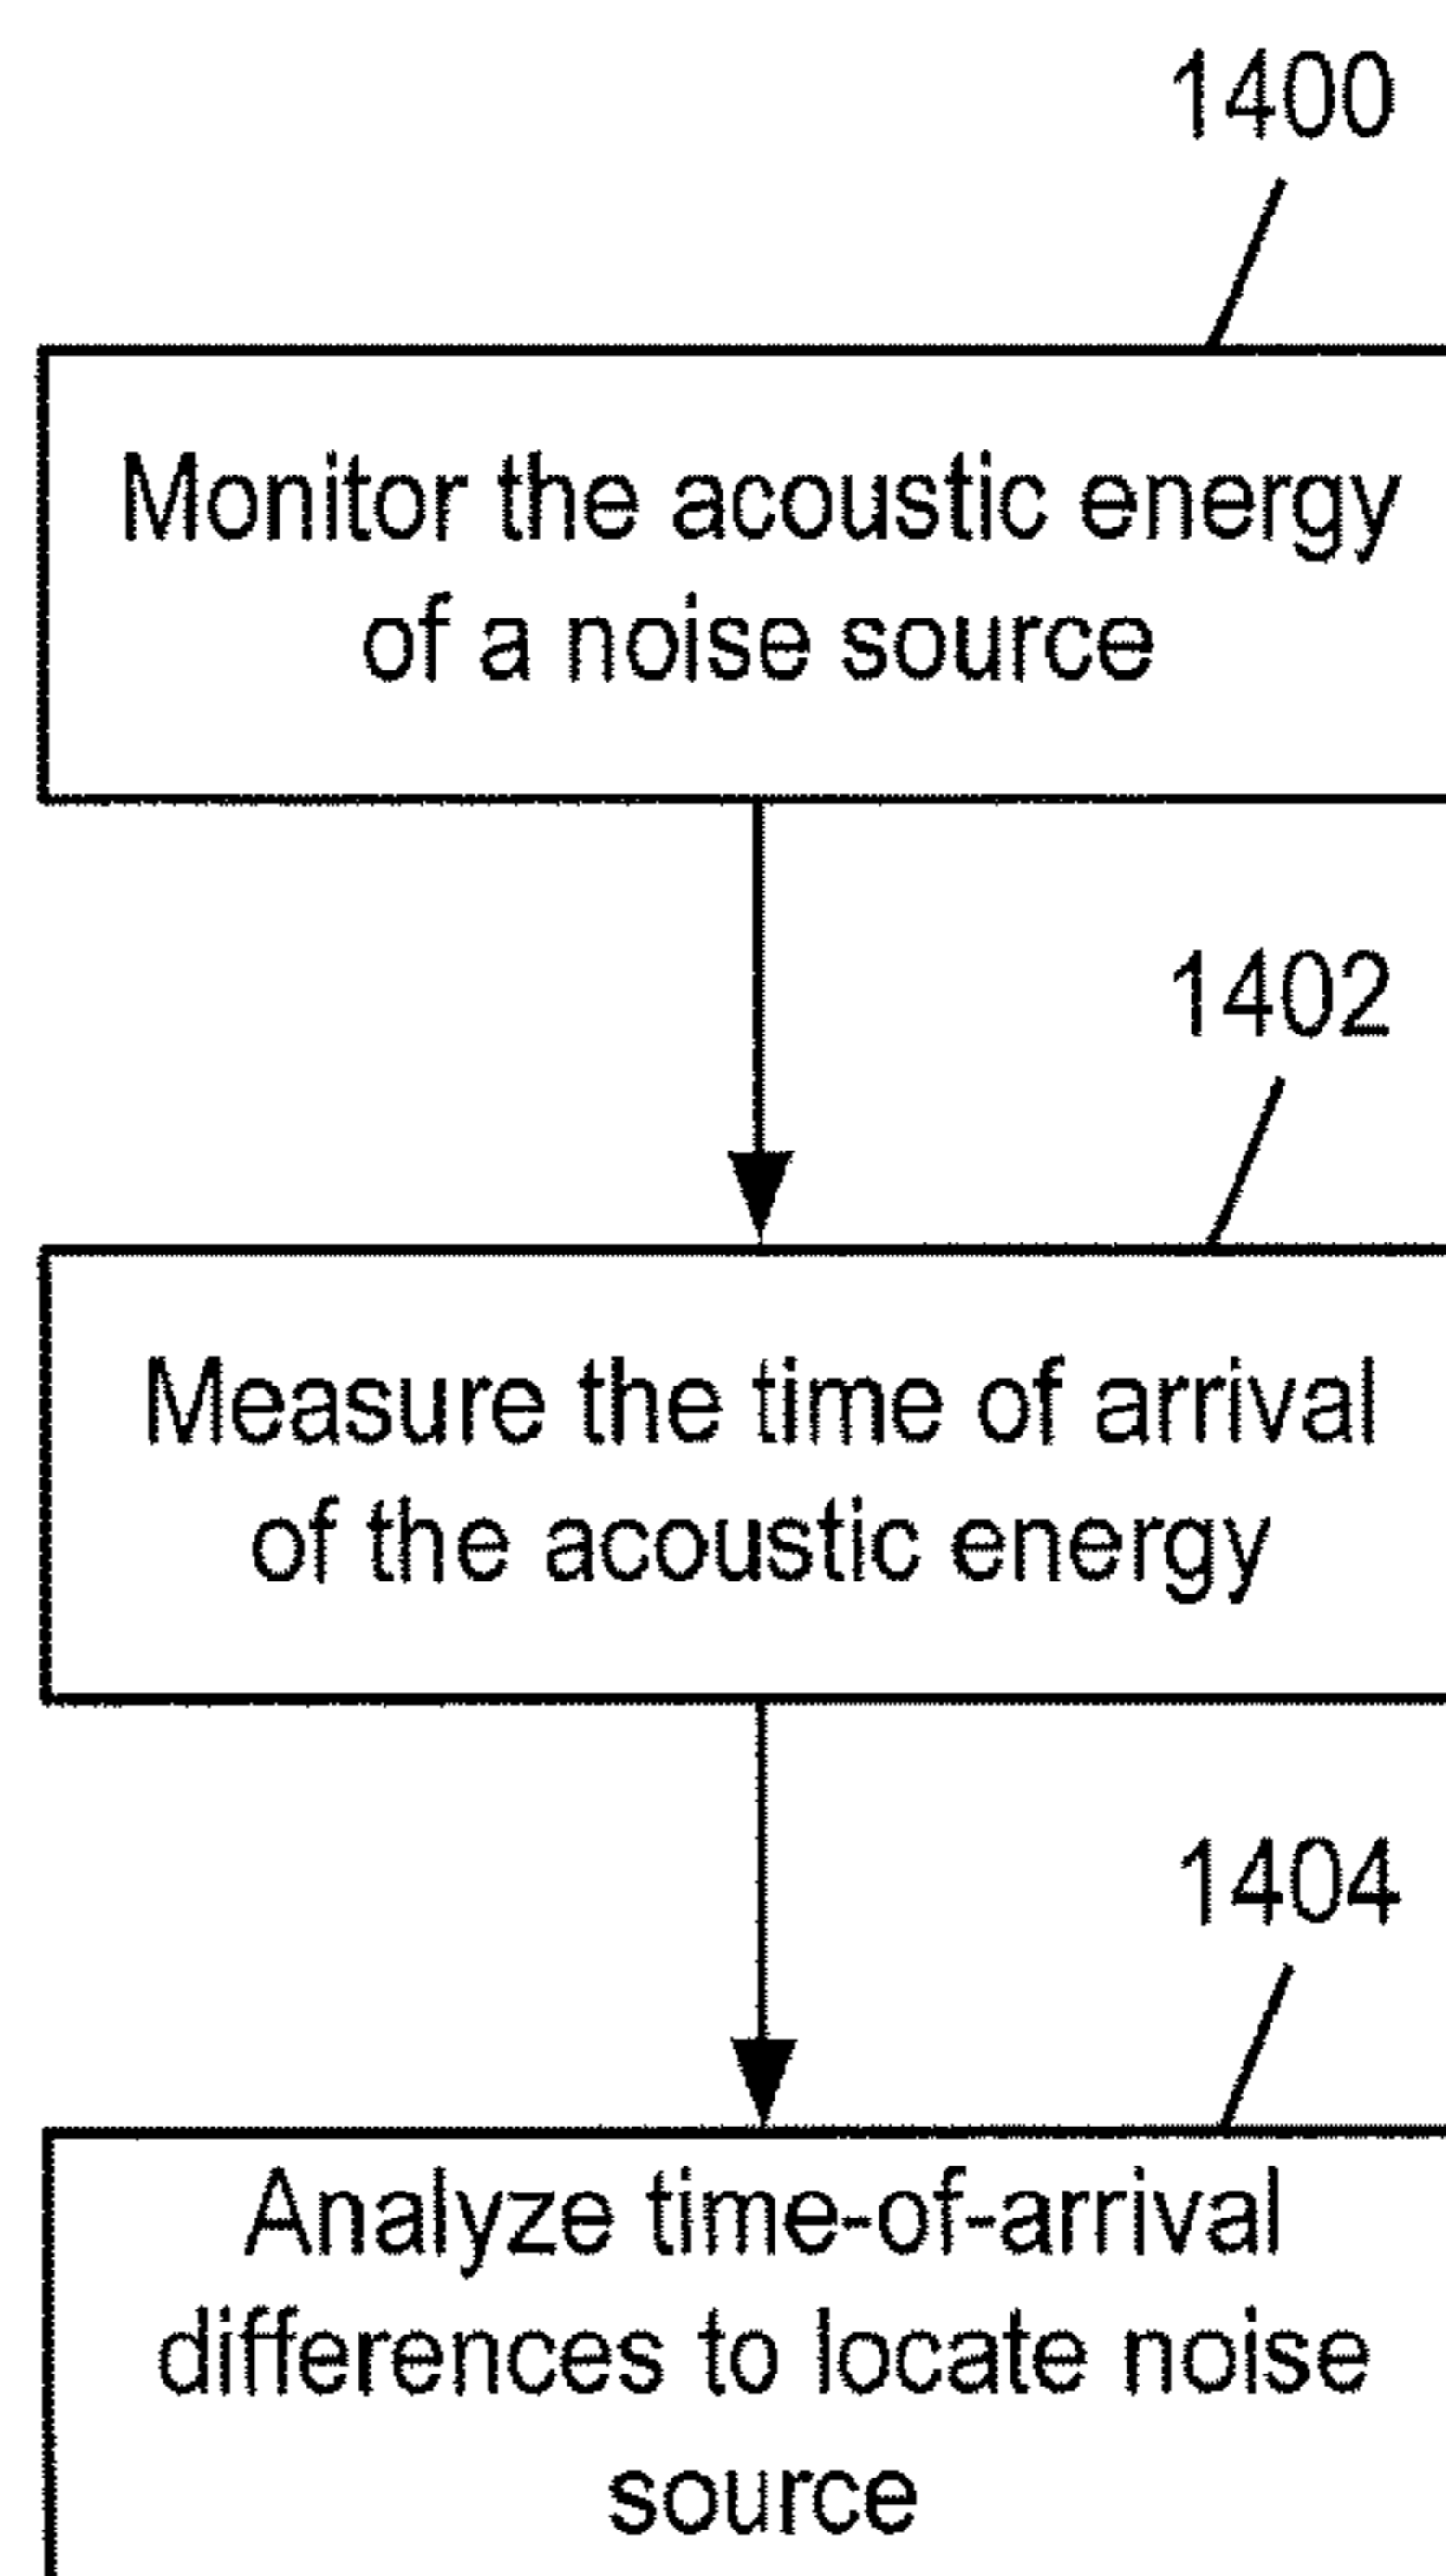 1400
Monitor the acoustic energy
of a noise source
1402
Measure the time of arrival
of the acoustic energy
1404
Analyze time-of-arrival
differences to locate noise
source